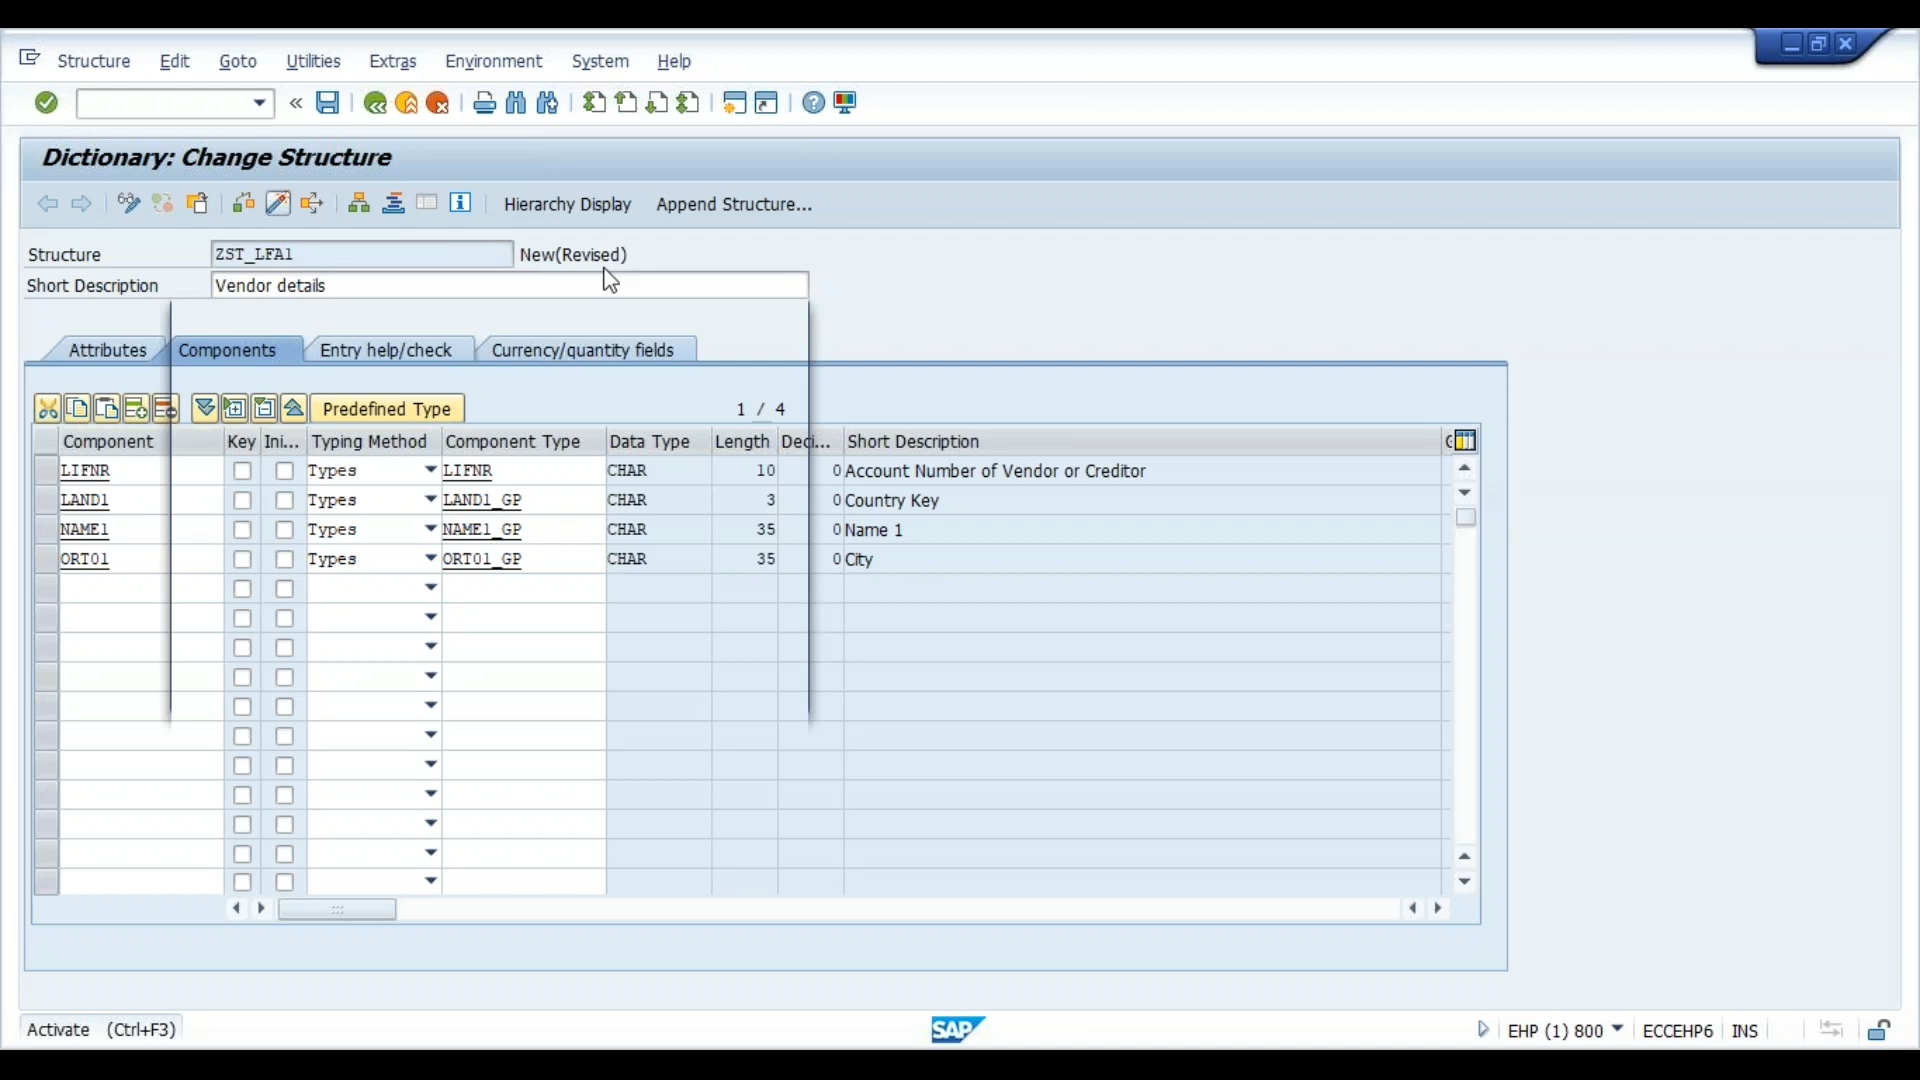 Structure Edit Goto Utilities Extras Environment System Help
Dictionary: Change Structure
Hierarchy Display Append Structure...
Structure ZST_LFA1 New(Revised)
Short Description Vendor details
Attributes Components Entry help/check Currency/quantity fields
Predefined Type 1 / 4
Component Key Ini... Typing Method Component Type Data Type Length Deci... Short Description
LIFNR Types LIFNR CHAR 10 0 Account Number of Vendor or Creditor
LAND1 Types LAND1_GP CHAR 3 0 Country Key
NAME1 Types NAME1_GP CHAR 35 0 Name 1
ORT01 Types ORT01_GP CHAR 35 0 City
Activate (Ctrl+F3) SAP EHP (1) 800 ECCEHP6 INS